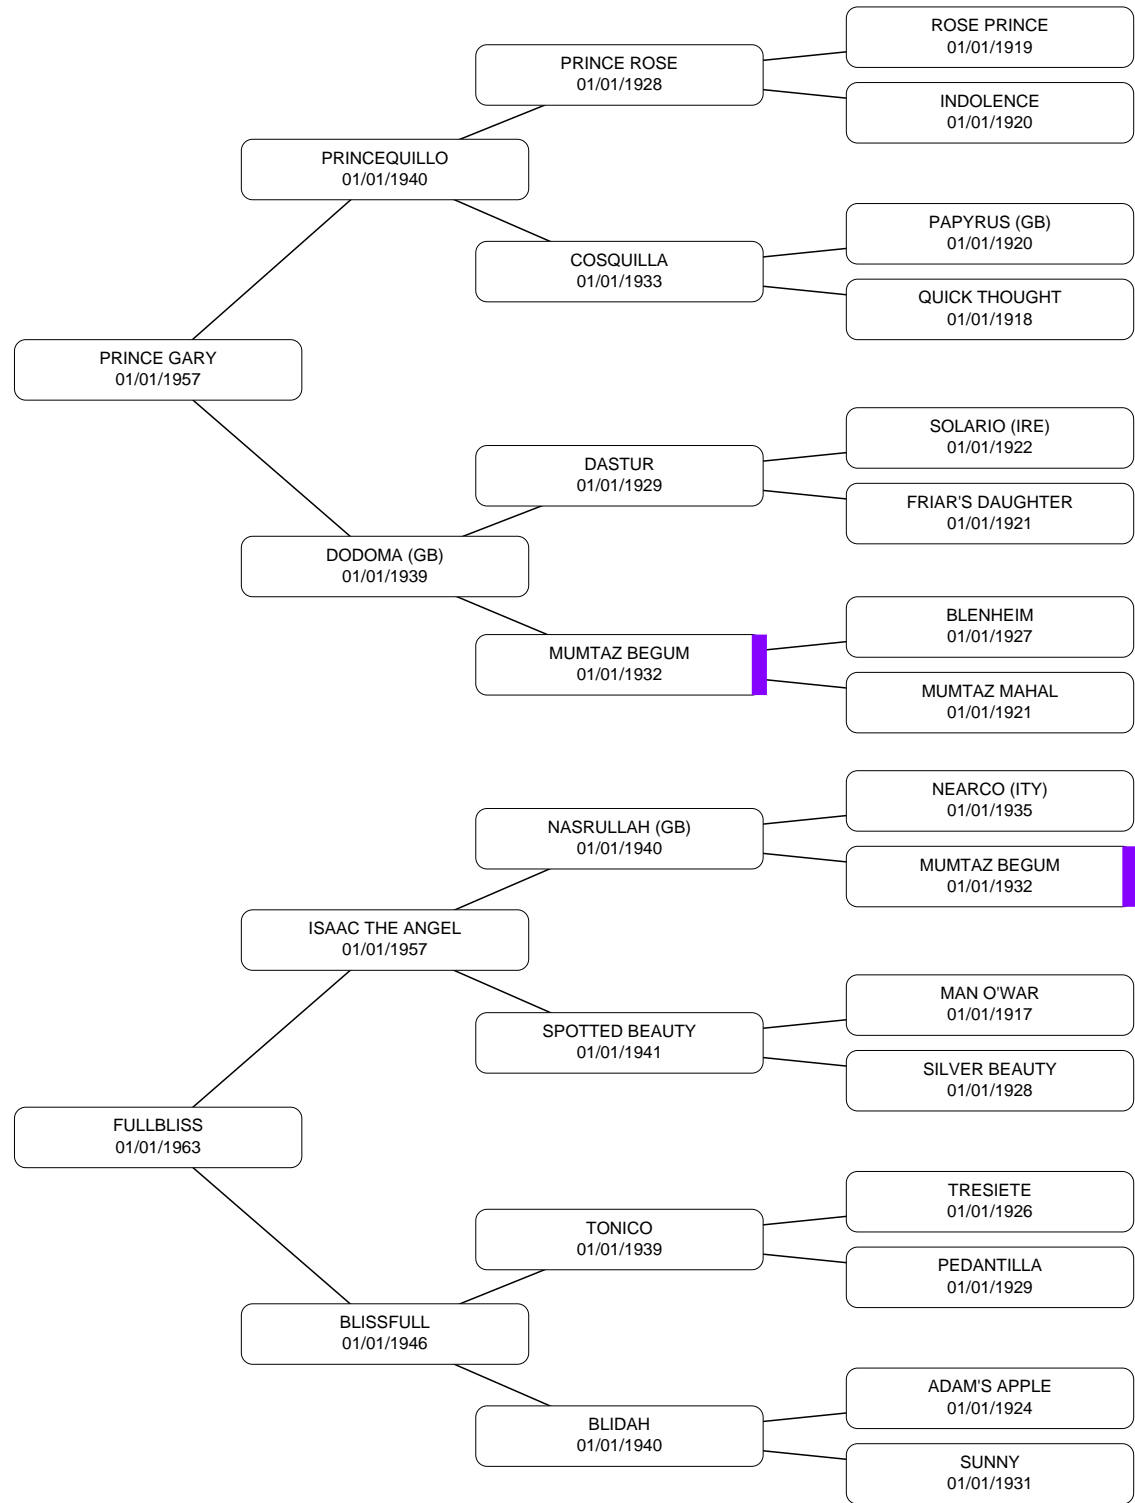 ROSE PRINCE
01/01/1919
PRINCE ROSE
01/01/1928
INDOLENCE
01/01/1920
PRINCEQUILLO
01/01/1940
PAPYRUS (GB)
01/01/1920
COSQUILLA
01/01/1933
QUICK THOUGHT
01/01/1918
PRINCE GARY
01/01/1957
SOLARIO (IRE)
01/01/1922
DASTUR
01/01/1929
FRIAR'S DAUGHTER
01/01/1921
DODOMA (GB)
01/01/1939
BLENHEIM
01/01/1927
MUMTAZ BEGUM
01/01/1932
MUMTAZ MAHAL
01/01/1921
NEARCO (ITY)
01/01/1935
NASRULLAH (GB)
01/01/1940
MUMTAZ BEGUM
01/01/1932
ISAAC THE ANGEL
01/01/1957
MAN O'WAR
01/01/1917
SPOTTED BEAUTY
01/01/1941
SILVER BEAUTY
01/01/1928
FULLBLISS
01/01/1963
TRESIETE
01/01/1926
TONICO
01/01/1939
PEDANTILLA
01/01/1929
BLISSFULL
01/01/1946
ADAM'S APPLE
01/01/1924
BLIDAH
01/01/1940
SUNNY
01/01/1931